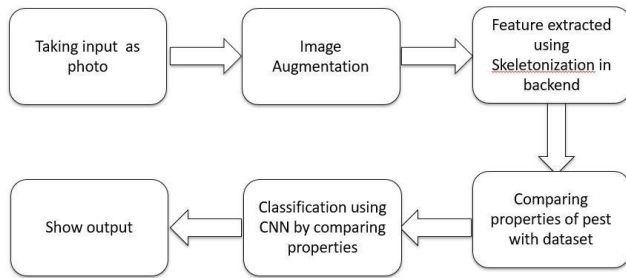 Taking input as
photo
Image
Augmentation
Feature extracted
using
Skeletonization in
backend
Comparing
properties of pest
with dataset
Classification using
CNN by comparing
properties
Show output